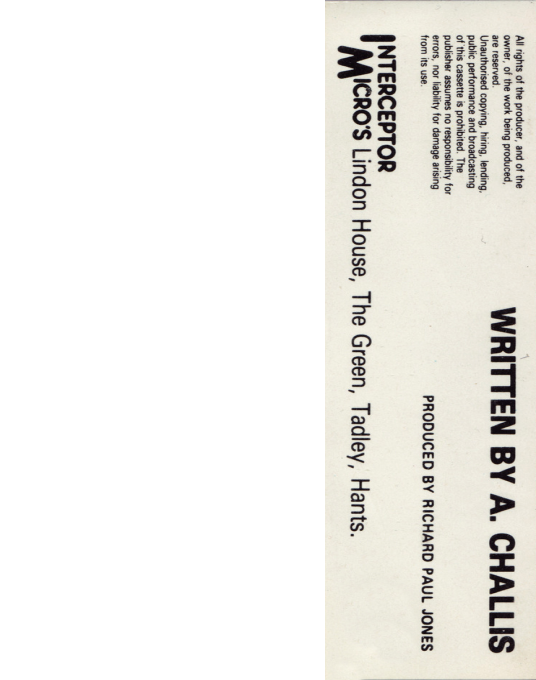 All rights of the producer, and of the
owner, of the work being produced,
are reserved.
Unauthorised copying, hiring, lending,
public performance and broadcasting
of this cassette is prohibited. The
publisher assumes no responsibility for
errors, nor liability for damage arising
from its use.
WRITTEN BY A. CHALLIS
PRODUCED BY RICHARD PAUL JONES
INTERCEPTOR
MICRO'S Lindon House, The Green, Tadley, Hants.